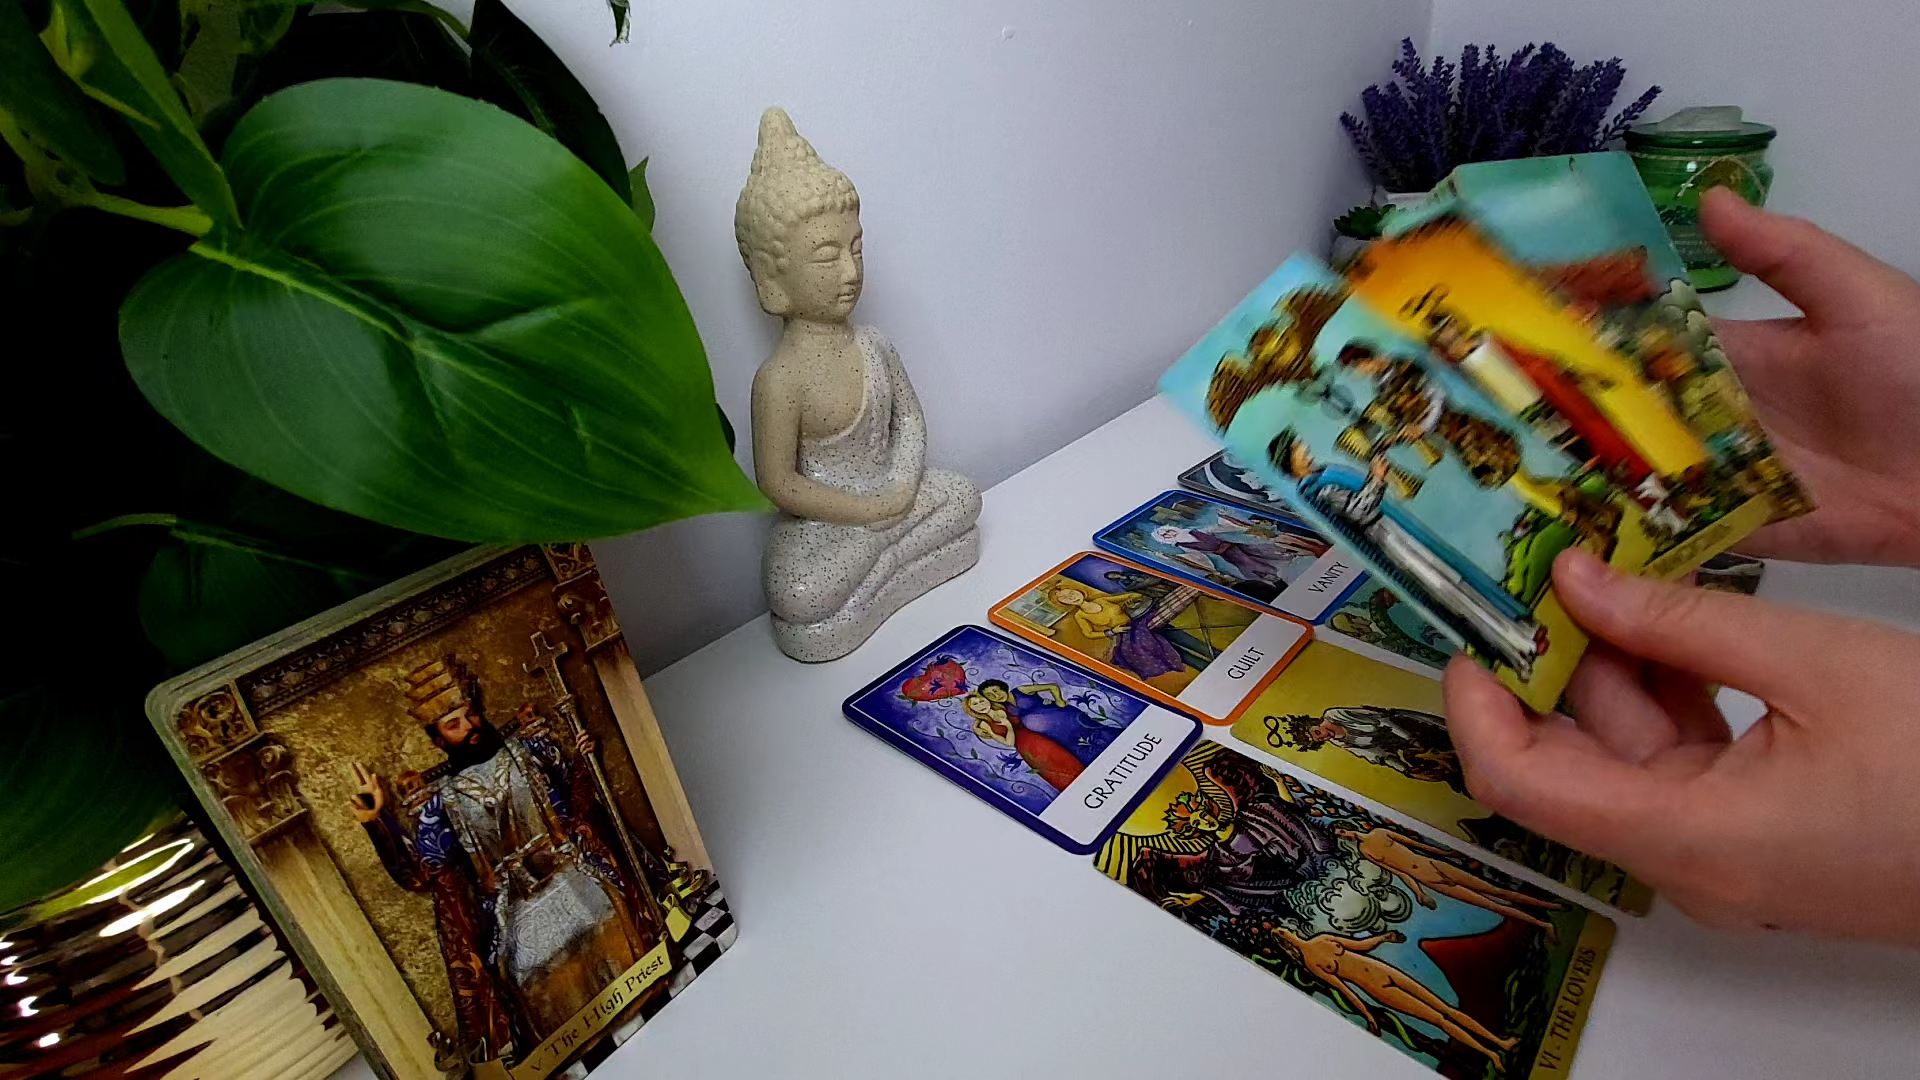 V The High Priest
GRATITUDE
GUILT
VANITY
VI · THE LOVERS